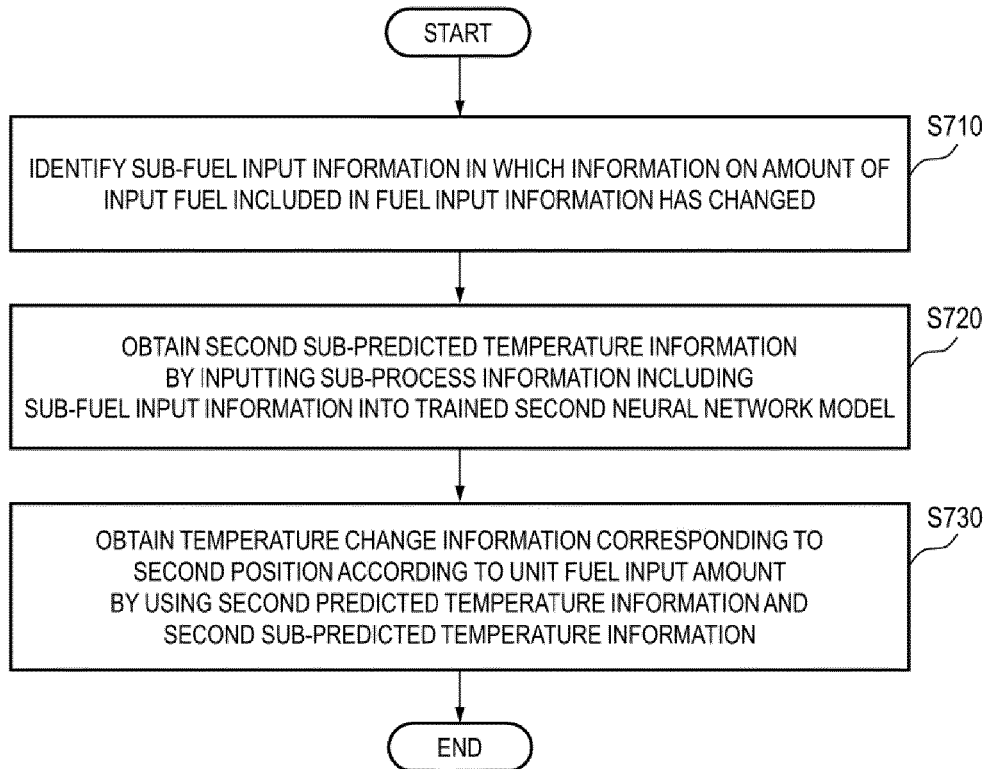 START
S710
IDENTIFY SUB-FUEL INPUT INFORMATION IN WHICH INFORMATION ON AMOUNT OF
INPUT FUEL INCLUDED IN FUEL INPUT INFORMATION HAS CHANGED
S720
OBTAIN SECOND SUB-PREDICTED TEMPERATURE INFORMATION
BY INPUTTING SUB-PROCESS INFORMATION INCLUDING
SUB-FUEL INPUT INFORMATION INTO TRAINED SECOND NEURAL NETWORK MODEL
S730
OBTAIN TEMPERATURE CHANGE INFORMATION CORRESPONDING TO
SECOND POSITION ACCORDING TO UNIT FUEL INPUT AMOUNT
BY USING SECOND PREDICTED TEMPERATURE INFORMATION AND
SECOND SUB-PREDICTED TEMPERATURE INFORMATION
END